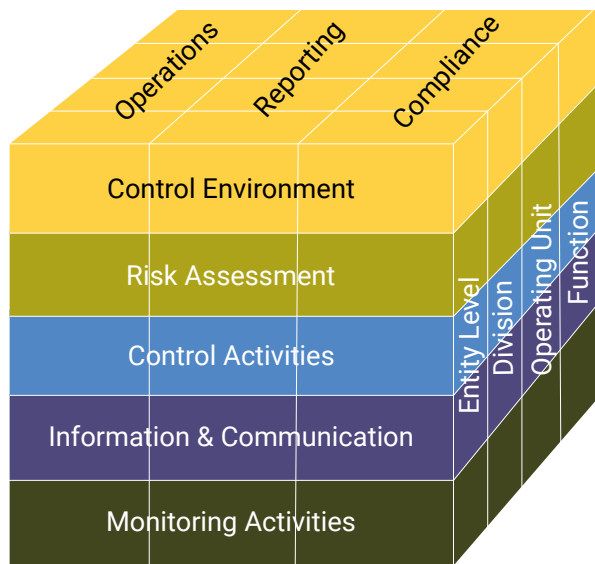 Operations
Reporting
Compliance
Control Environment
Risk Assessment
Control Activities
Information & Communication
Monitoring Activities
Entity Level
Division
Operating Unit
Function